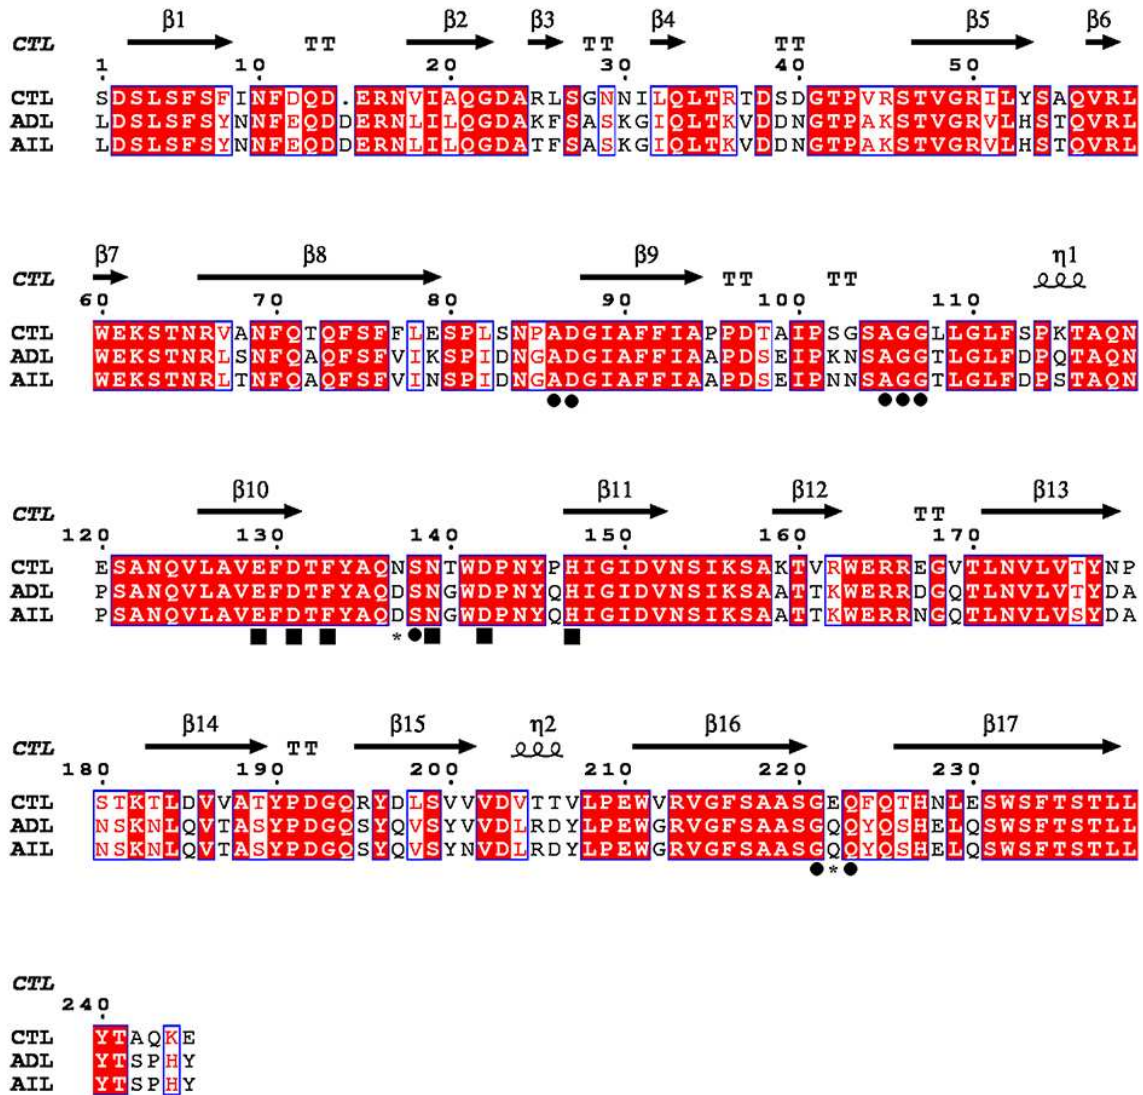 β1 β2 β3 β4 β5 β6
CTL TT TT TT
1 10 20 30 40 50
CTL SDSLSFSFINFDQD.ERNVIAQGDARLSGNNILQLTRTDSDGTPVRSTVGRILYSAQVRL
ADL LDSLSFSYNNFEQDDERNLILQGDAKFSASKGIQLTKVDDNGTPAKSTVGRVLHSTQVRL
AIL LDSLSFSYNNFEQDDERNLILQGDATFSASKGIQLTKVDDNGTPAKSTVGRVLHSTQVRL
β7 β8 β9 η1
CTL TT TT
60 70 80 90 100 110
CTL WEKSTNRVANFQTQFSFFLESPLSNPADGIAFFIAPPDTAIPSGSAGGLLGLFSPKTAQN
ADL WEKSTNRLSNFQAQFSFVIKSPIDNGADGIAFFIAAPDSEIPKNSAGGTLGLFDPQTAQN
AIL WEKSTNRLTNFQAQFSFVINSPIDNGADGIAFFIAAPDSEIPNNSAGGTLGLFDPSTAQN
β10 β11 β12 β13
CTL TT
120 130 140 150 160 170
CTL ESANQVLAVEFDTFYAQNSNTWDPNYPHIGIDVNSIKSAKTVRWERREGVTLNVLVTYNP
ADL PSANQVLAVEFDTFYAQDSNGWDPNYQHIGIDVNSIKSAATTKWERRDGQTLNVLVTYDA
AIL PSANQVLAVEFDTFYAQDSNGWDPNYQHIGIDVNSIKSAATTKWERRNGQTLNVLVSYDA
*
β14 β15 η2 β16 β17
CTL TT
180 190 200 210 220 230
CTL STKTLDVVATYPDGQRYDLSVVVDVTTVLPEWVRVGFSAASGEQFQTHNLESWSFTSTLL
ADL NSKNLQVTASYPDGQSYQVSYVVDLRDYLPEWGRVGFSAASGQQYQSHELQSWSFTSTLL
AIL NSKNLQVTASYPDGQSYQVSYNVDLRDYLPEWGRVGFSAASGQQYQSHELQSWSFTSTLL
*
CTL
240
CTL YTAQKE
ADL YTSPHY
AIL YTSPHY